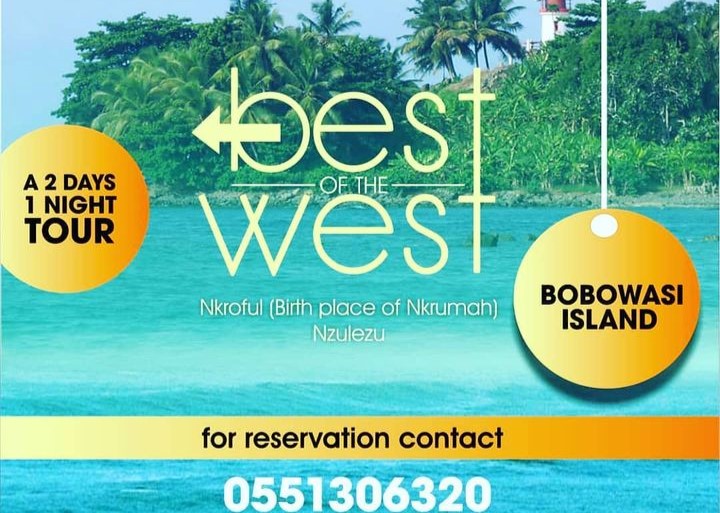 best
OF THE
west
A 2 DAYS
1 NIGHT
TOUR
Nkroful (Birth place of Nkrumah)
Nzulezu
BOBOWASI
ISLAND
for reservation contact
0551306320